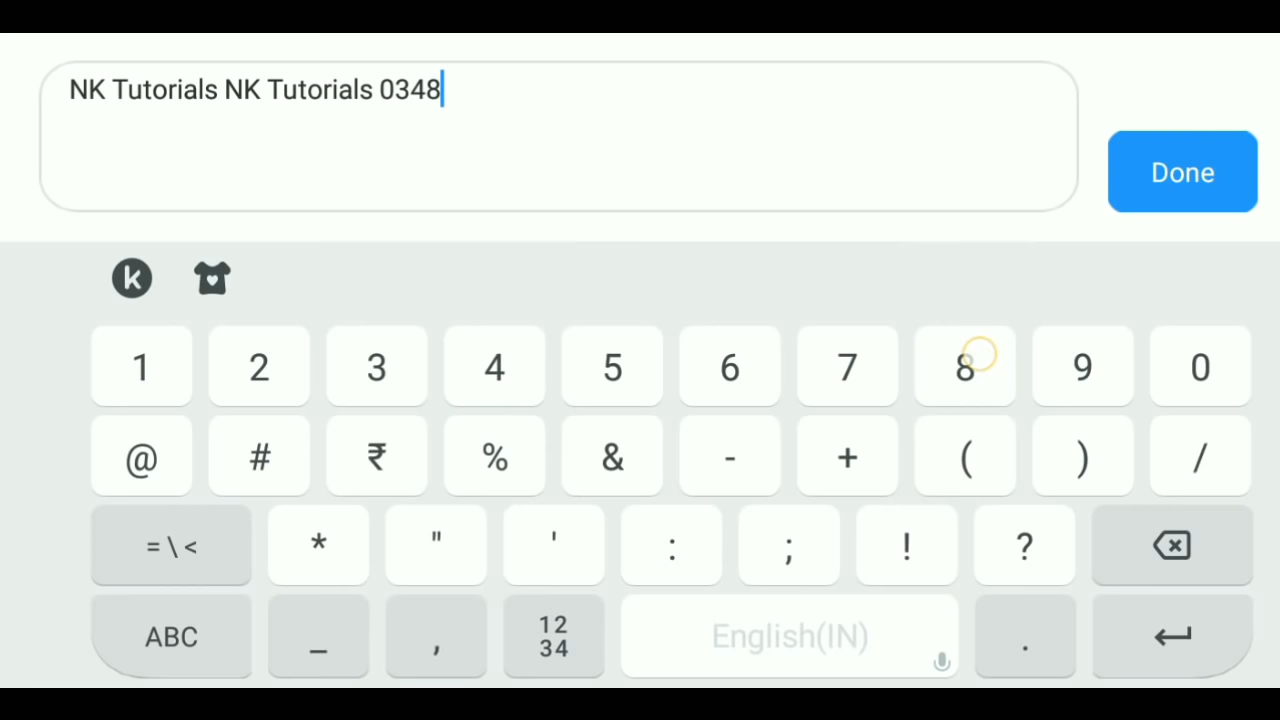 NK Tutorials NK Tutorials 0348
Done
k
1 2 3 4 5 6 7 8 9 0
@ # ₹ % & - + ( ) /
= \ < * " ' : ; ! ?
ABC _ , 12 34 English(IN) .